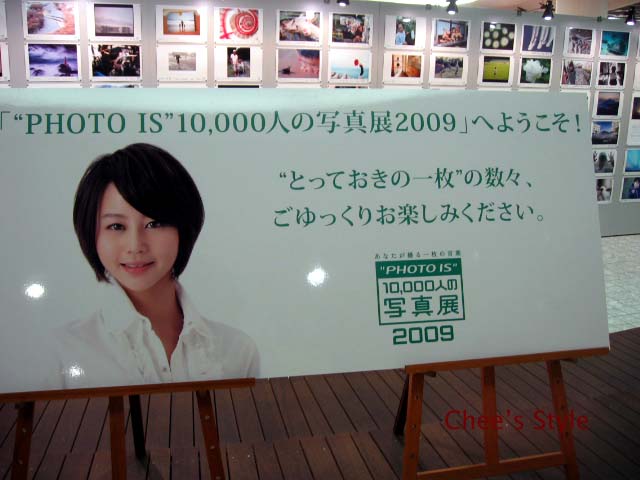 「“PHOTO IS”10,000人の写真展2009」へようこそ！
“とっておきの一枚”の数々、
ごゆっくりお楽しみください。
あなたが撮る一枚の言葉
“PHOTO IS”
10,000人の
写真展
2009
Chee's Style